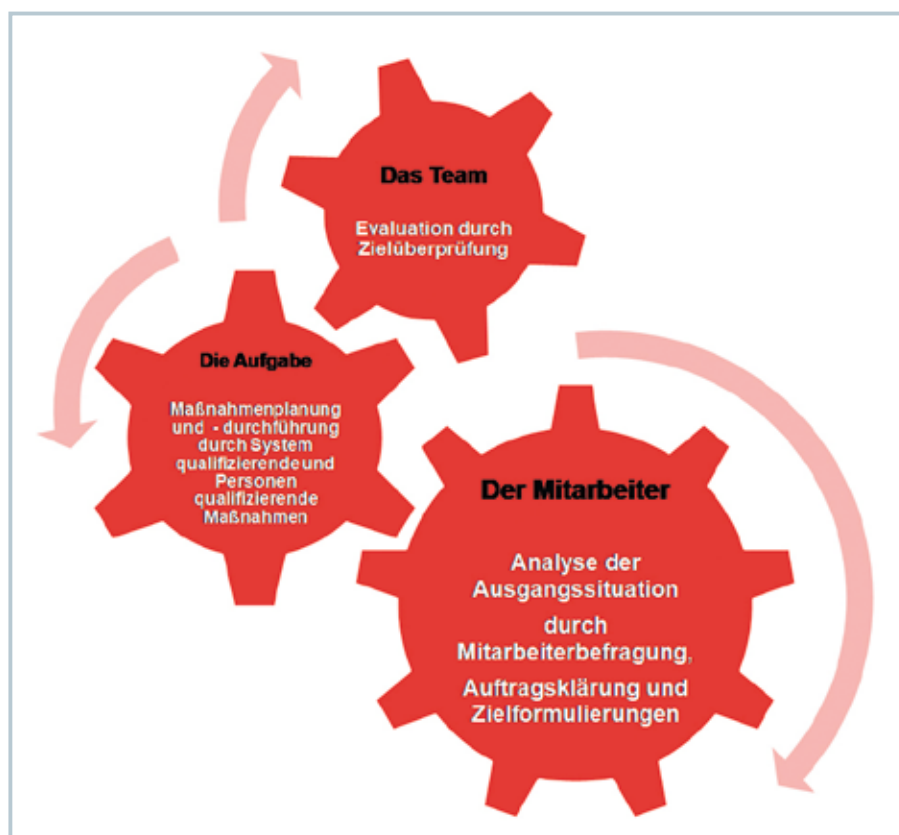 Das Team
Evaluation durch
Zielüberprüfung
Die Aufgabe
Maßnahmenplanung
und - durchführung
durch System
qualifizierende und
Personen
qualifizierende
Maßnahmen
Der Mitarbeiter
Analyse der
Ausgangssituation
durch
Mitarbeiterbefragung,
Auftragsklärung und
Zielformulierungen